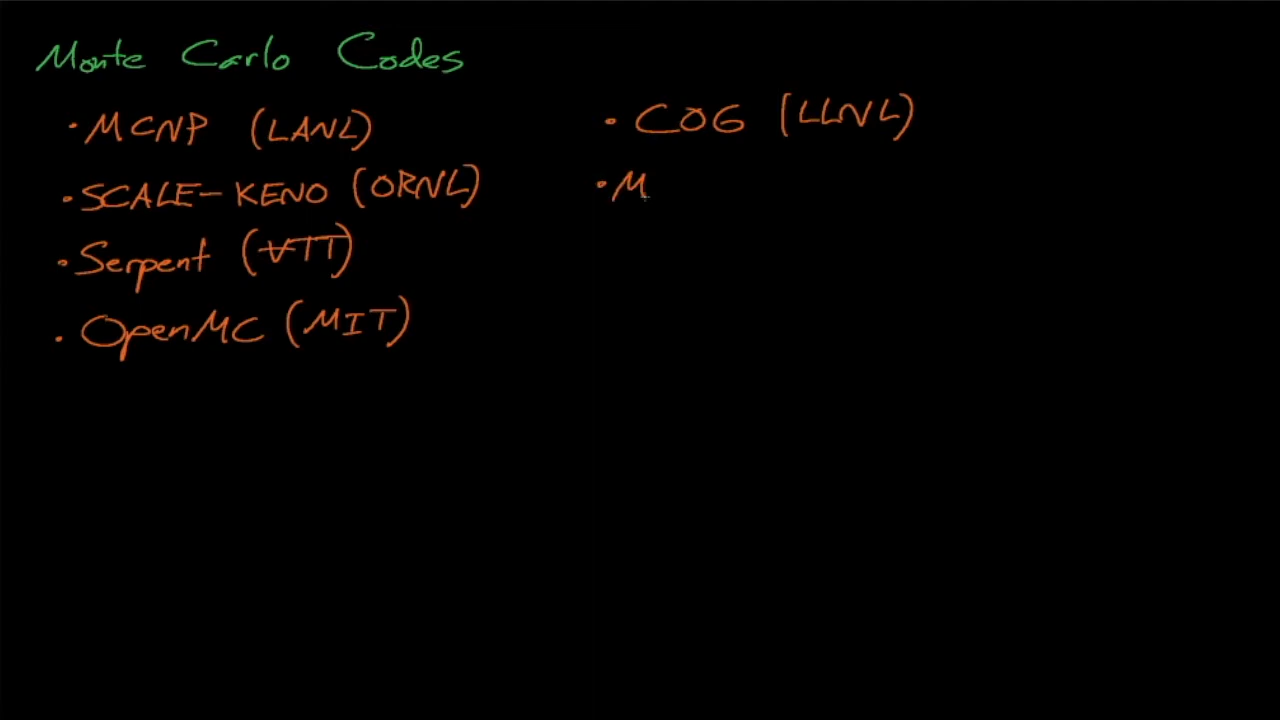 Monte Carlo Codes
• MCNP (LANL)
• SCALE-KENO (ORNL)
• Serpent (VTT)
• OpenMC (MIT)
• COG (LLNL)
• M